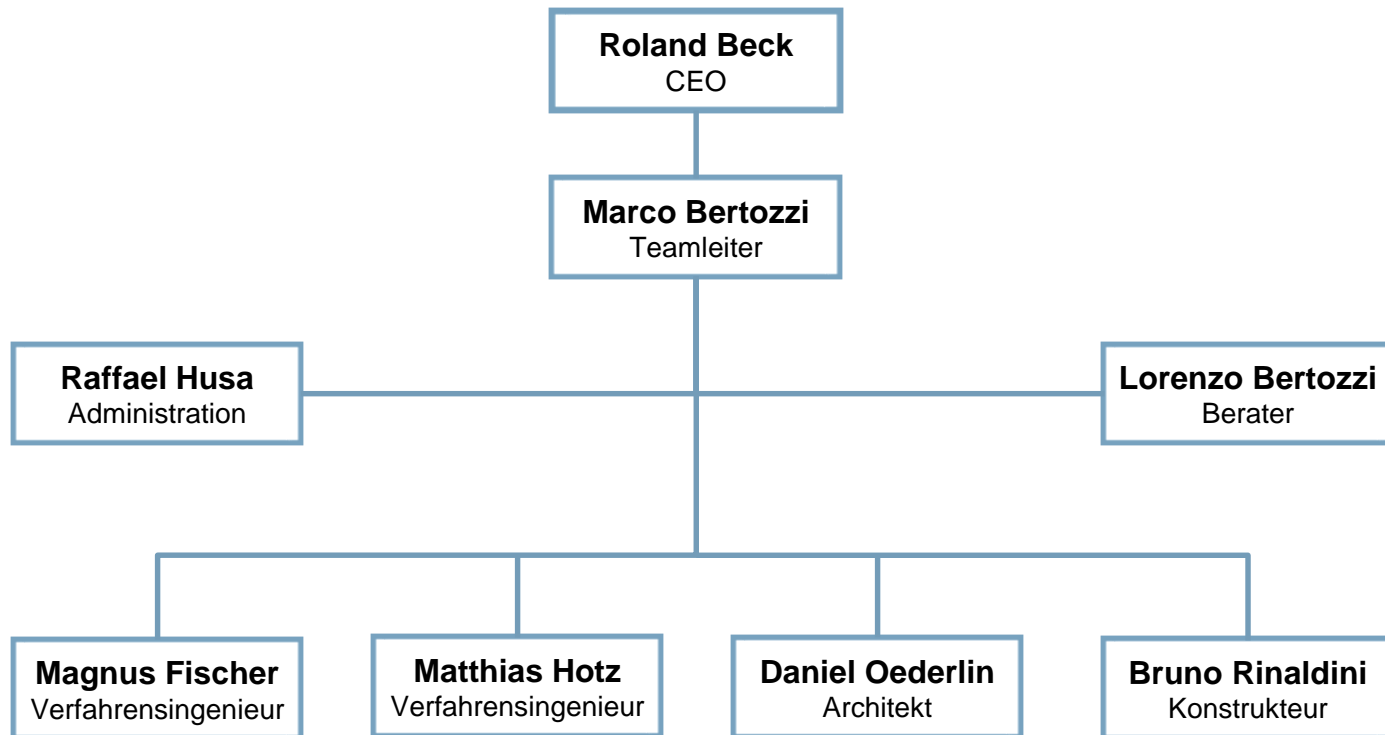 Roland Beck
CEO
Marco Bertozzi
Teamleiter
Raffael Husa
Administration
Lorenzo Bertozzi
Berater
Magnus Fischer
Verfahrensingenieur
Matthias Hotz
Verfahrensingenieur
Daniel Oederlin
Architekt
Bruno Rinaldini
Konstrukteur